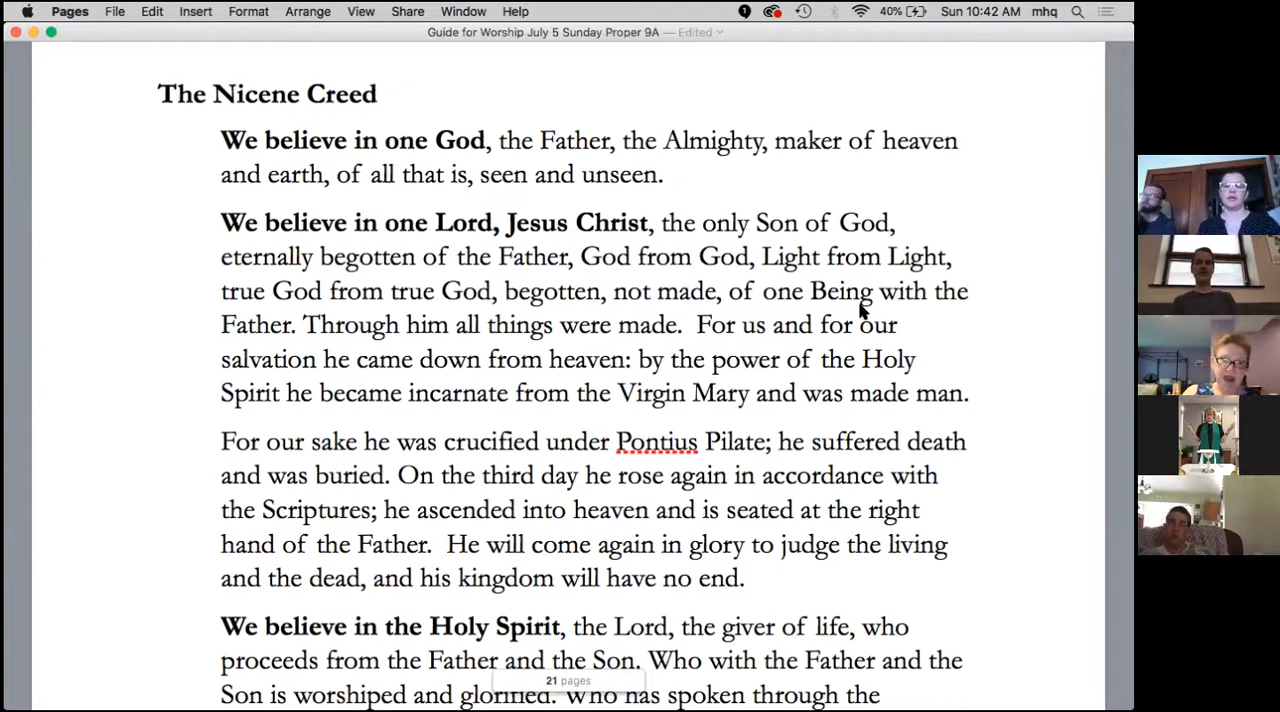 Pages File Edit Insert Format Arrange View Share Window Help 40% Sun 10:42 AM mhq
Guide for Worship July 5 Sunday Proper 9A — Edited
The Nicene Creed
We believe in one God, the Father, the Almighty, maker of heaven
and earth, of all that is, seen and unseen.
We believe in one Lord, Jesus Christ, the only Son of God,
eternally begotten of the Father, God from God, Light from Light,
true God from true God, begotten, not made, of one Being with the
Father. Through him all things were made.  For us and for our
salvation he came down from heaven: by the power of the Holy
Spirit he became incarnate from the Virgin Mary and was made man.
For our sake he was crucified under Pontius Pilate; he suffered death
and was buried. On the third day he rose again in accordance with
the Scriptures; he ascended into heaven and is seated at the right
hand of the Father.  He will come again in glory to judge the living
and the dead, and his kingdom will have no end.
We believe in the Holy Spirit, the Lord, the giver of life, who
proceeds from the Father and the Son. Who with the Father and the
21 pages
Son is worshiped and glorified. Who has spoken through the